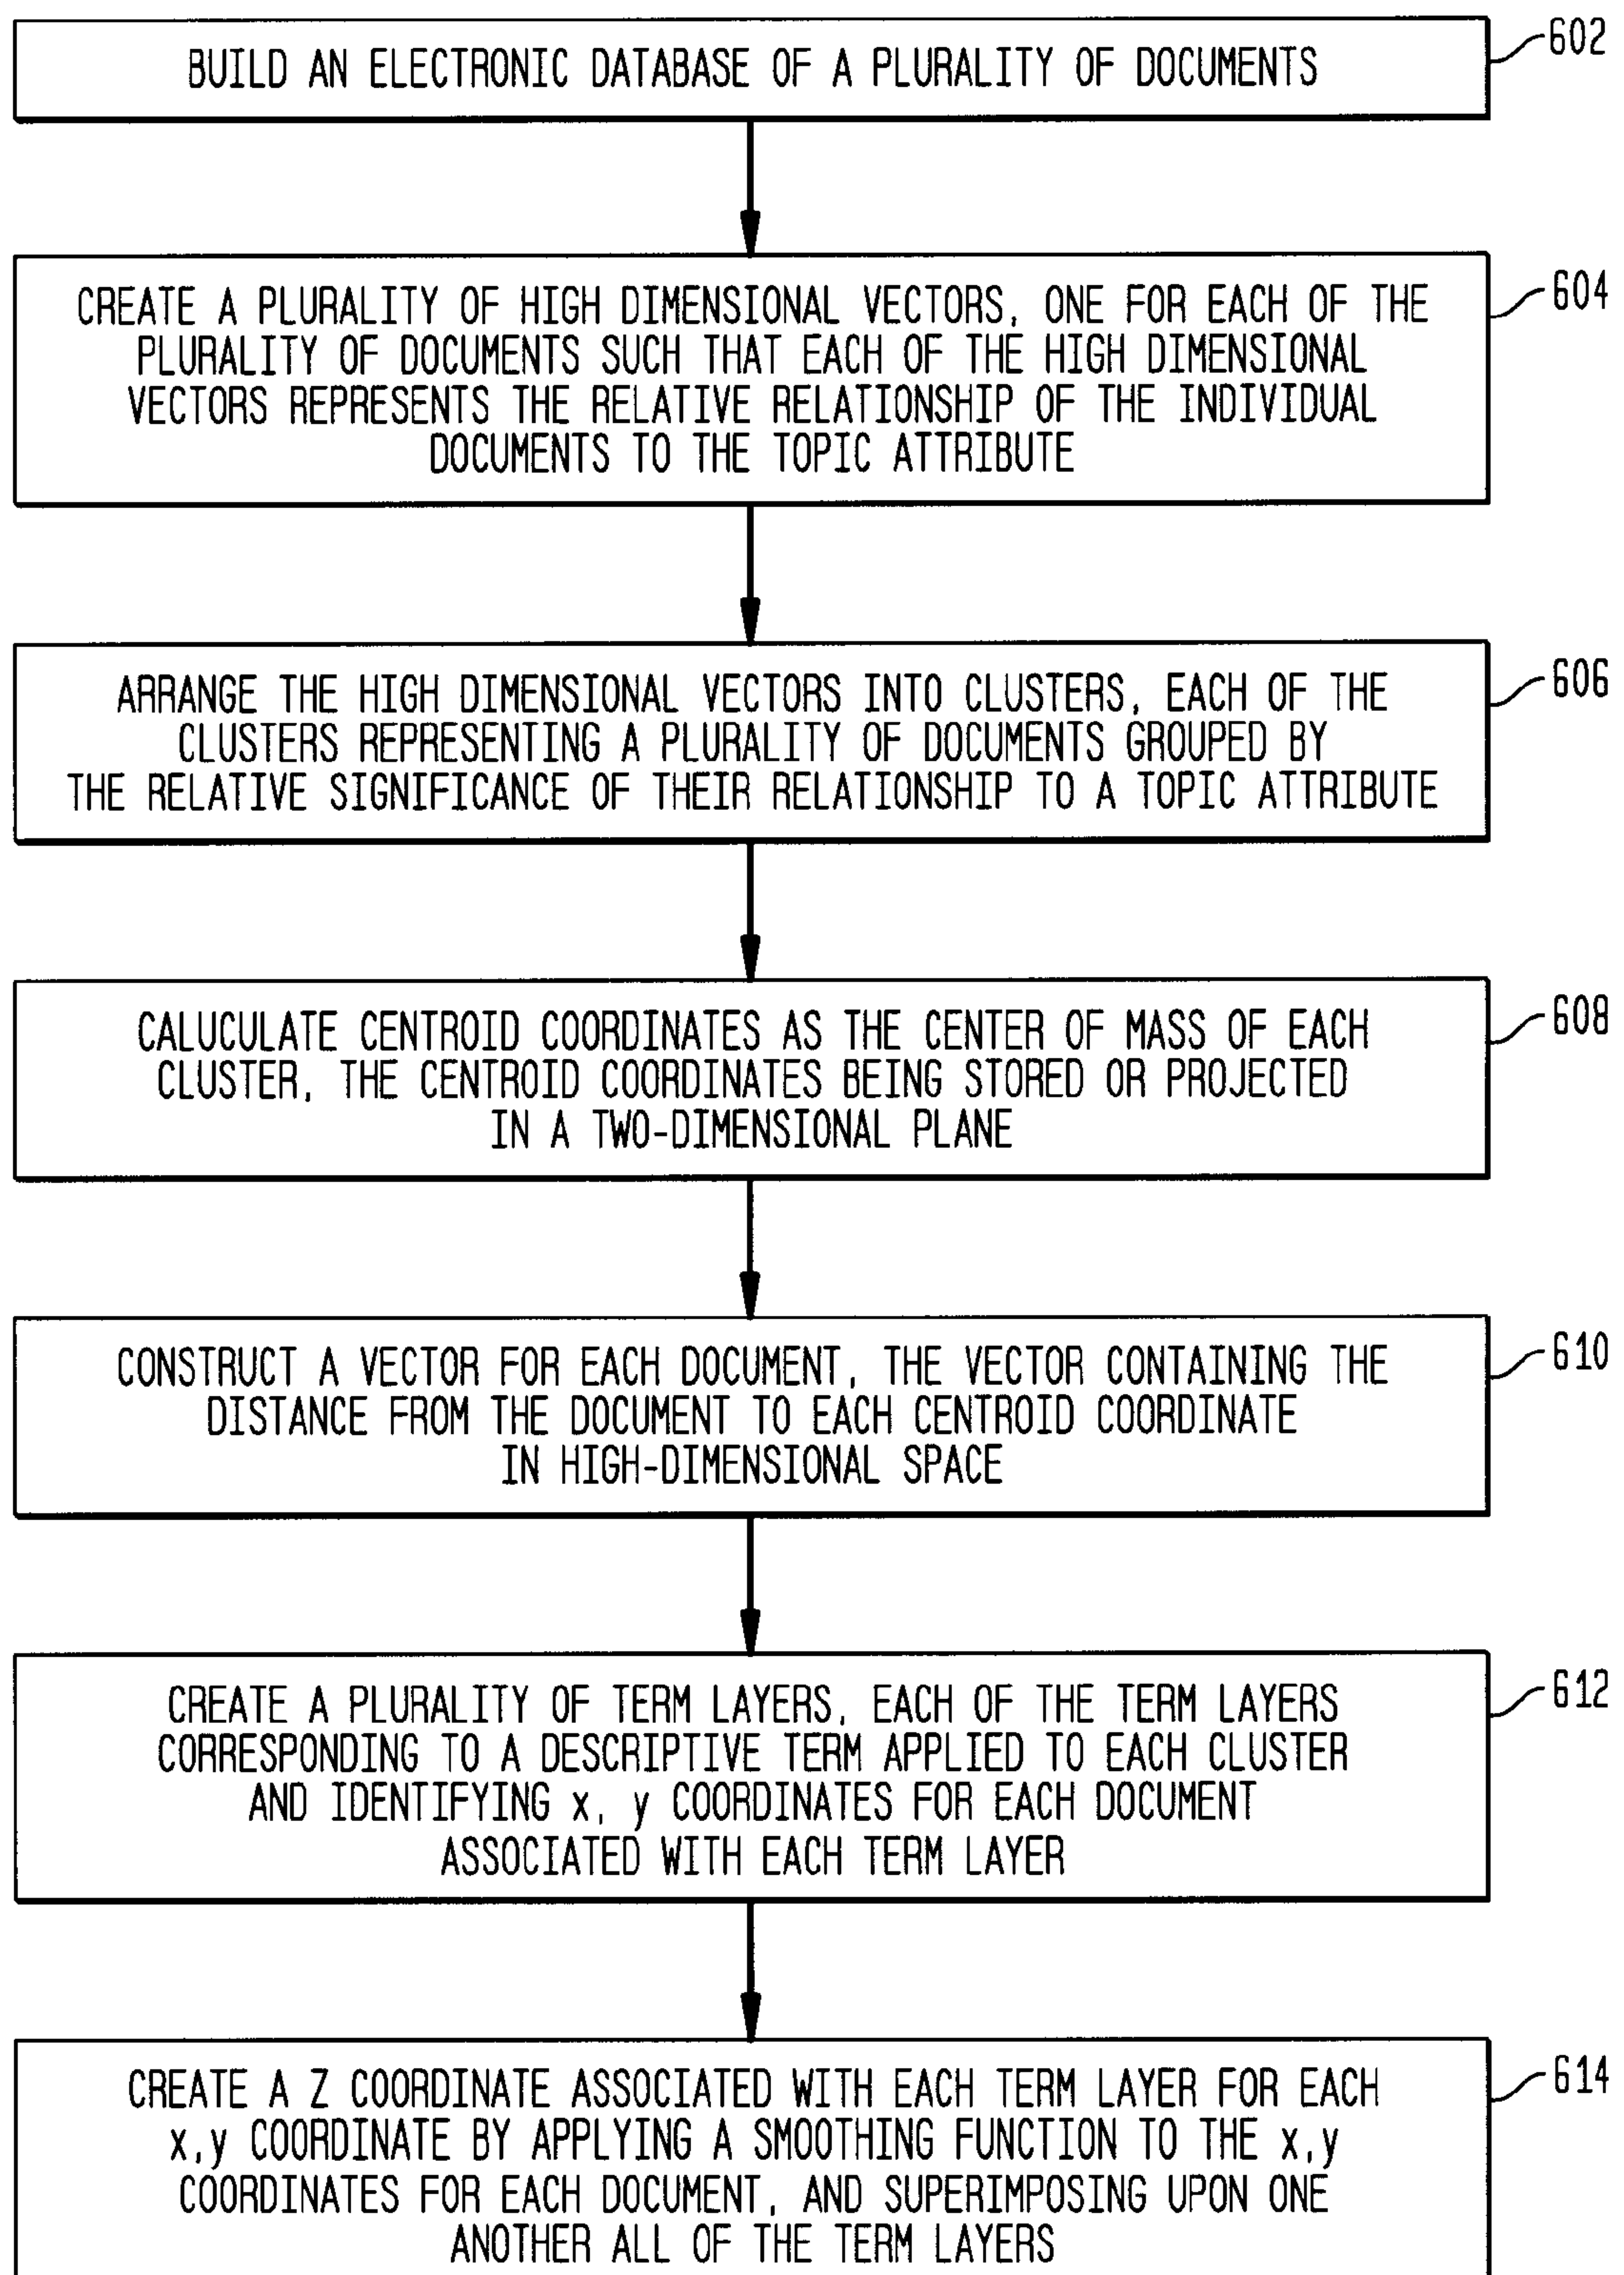 BUILD AN ELECTRONIC DATABASE OF A PLURALITY OF DOCUMENTS
602
CREATE A PLURALITY OF HIGH DIMENSIONAL VECTORS, ONE FOR EACH OF THE
PLURALITY OF DOCUMENTS SUCH THAT EACH OF THE HIGH DIMENSIONAL
VECTORS REPRESENTS THE RELATIVE RELATIONSHIP OF THE INDIVIDUAL
DOCUMENTS TO THE TOPIC ATTRIBUTE
604
ARRANGE THE HIGH DIMENSIONAL VECTORS INTO CLUSTERS, EACH OF THE
CLUSTERS REPRESENTING A PLURALITY OF DOCUMENTS GROUPED BY
THE RELATIVE SIGNIFICANCE OF THEIR RELATIONSHIP TO A TOPIC ATTRIBUTE
606
CALUCULATE CENTROID COORDINATES AS THE CENTER OF MASS OF EACH
CLUSTER, THE CENTROID COORDINATES BEING STORED OR PROJECTED
IN A TWO-DIMENSIONAL PLANE
608
CONSTRUCT A VECTOR FOR EACH DOCUMENT, THE VECTOR CONTAINING THE
DISTANCE FROM THE DOCUMENT TO EACH CENTROID COORDINATE
IN HIGH-DIMENSIONAL SPACE
610
CREATE A PLURALITY OF TERM LAYERS, EACH OF THE TERM LAYERS
CORRESPONDING TO A DESCRIPTIVE TERM APPLIED TO EACH CLUSTER
AND IDENTIFYING x, y COORDINATES FOR EACH DOCUMENT
ASSOCIATED WITH EACH TERM LAYER
612
CREATE A Z COORDINATE ASSOCIATED WITH EACH TERM LAYER FOR EACH
x,y COORDINATE BY APPLYING A SMOOTHING FUNCTION TO THE x,y
COORDINATES FOR EACH DOCUMENT, AND SUPERIMPOSING UPON ONE
ANOTHER ALL OF THE TERM LAYERS
614